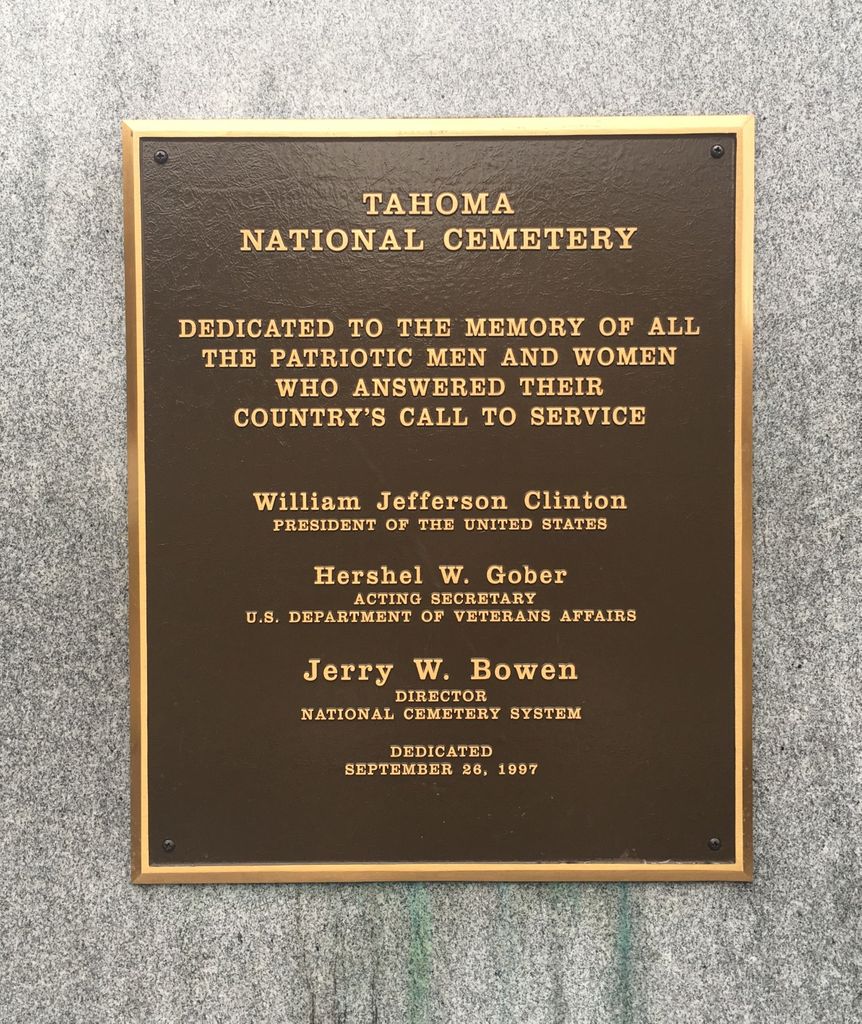 TAHOMA
NATIONAL CEMETERY
DEDICATED TO THE MEMORY OF ALL
THE PATRIOTIC MEN AND WOMEN
WHO ANSWERED THEIR
COUNTRY'S CALL TO SERVICE
William Jefferson Clinton
PRESIDENT OF THE UNITED STATES
Hershel W. Gober
ACTING SECRETARY
U.S. DEPARTMENT OF VETERANS AFFAIRS
Jerry W. Bowen
DIRECTOR
NATIONAL CEMETERY SYSTEM
DEDICATED
SEPTEMBER 26, 1997